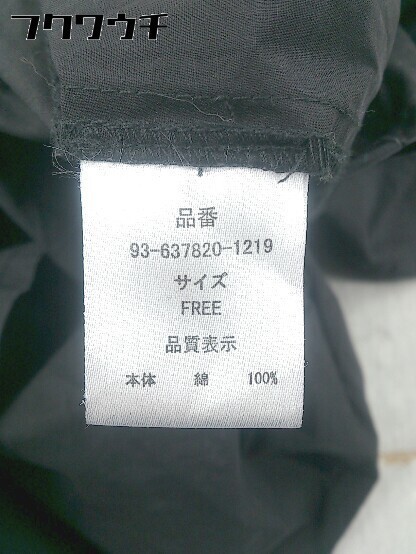 フクワウチ
品番
93-637820-1219
サイズ
FREE
品質表示
本体 綿 100%